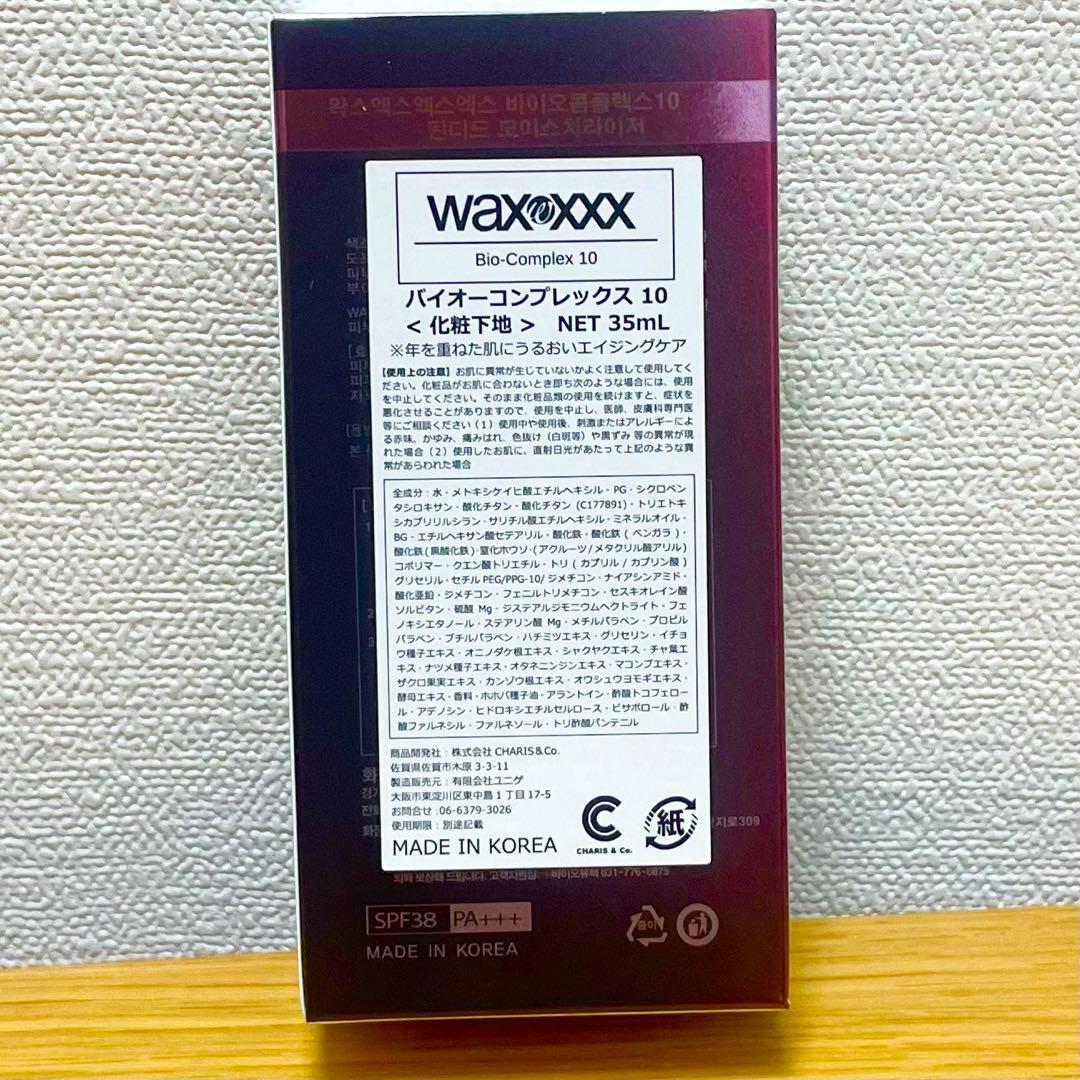 왁스엑스엑스엑스 바이오콤플렉스10
틴디드 모이스처라이저
waxxxx
Bio-Complex 10
バイオーコンプレックス 10
< 化粧下地 > NET 35mL
※年を重ねた肌にうるおいエイジングケア
【使用上の注意】お肌に異常が生じていないかよく注意して使用してく
ださい。化粧品がお肌に合わないとき即ち次のような場合には、使用
を中止してください。そのまま化粧品類の使用を続けますと、症状を
悪化させることがありますので、使用を中止し、医師、皮膚科専門医
等にご相談ください（1）使用中や使用後、刺激またはアレルギーによ
る赤味、かゆみ、痛みはれ、色抜け（白斑等）や黒ずみ 等の異常が現
れた場合（2）使用したお肌に、直射日光があたって上記のような異
常があらわれた場合
全成分：水・メトキシケイヒ酸エチルヘキシル・PG・シクロペン
タシロキサン・酸化チタン・酸化チタン (C177891)・トリエトキ
シカプリリルシラン・サリチル酸エチルヘキシル・ミネラルオイル・
BG・エチルヘキサン酸セテアリル・酸化鉄・酸化鉄 ( ベンガラ )・
酸化鉄( 黒酸化鉄)・窒化ホウソ・(アクルーツ / メタクリル酸アリル)
コポリマー・クエン酸トリエチル・トリ ( カプリル / カプリン酸 )
グリセリル・セチル PEG/PPG-10/ ジメチコン・ナイアシンアミド・
酸化亜鉛・ジメチコン・フェニルトリメチコン・セスキオレイン酸
ソルビタン・硫酸 Mg・ジステアルジモニウムヘクトライト・フェ
ノキシエタノール・ステアリン酸 Mg・メチルパラベン・プロピル
パラベン・ブチルパラベン・ハチミツエキス・グリセリン・イチョ
ウ種子エキス・オニノダケ根エキス・シャクヤクエキス・チャ葉エ
キス・ナツメ種子エキス・オタネニンジンエキス・マコンブエキス・
ザクロ果実エキス・カンゾウ根エキス・オウシュウヨモギエキス・
酵母エキス・香料・ホホバ種子油・アラントイン・酢酸トコフェロー
ル・アデノシン・ヒドロキシエチルセルロース・ビサボロール・酢
酸ファルネシル・ファルネソール・トリ酢酸パンテニル
商品開発社：株式会社 CHARIS&Co.
佐賀県佐賀市木原 3-3-11
製造販売元：有限会社ユニゲ
大阪市東淀川区東中島 1 丁目 17-5
お問合せ :06-6379-3026
使用期限：別途記載
MADE IN KOREA
CHARIS & Co.
紙
지로309
의해 보상해 드립니다. 고객지원실 바이오뷰텍 031-776-0875
SPF38 PA+++
MADE IN KOREA
종이